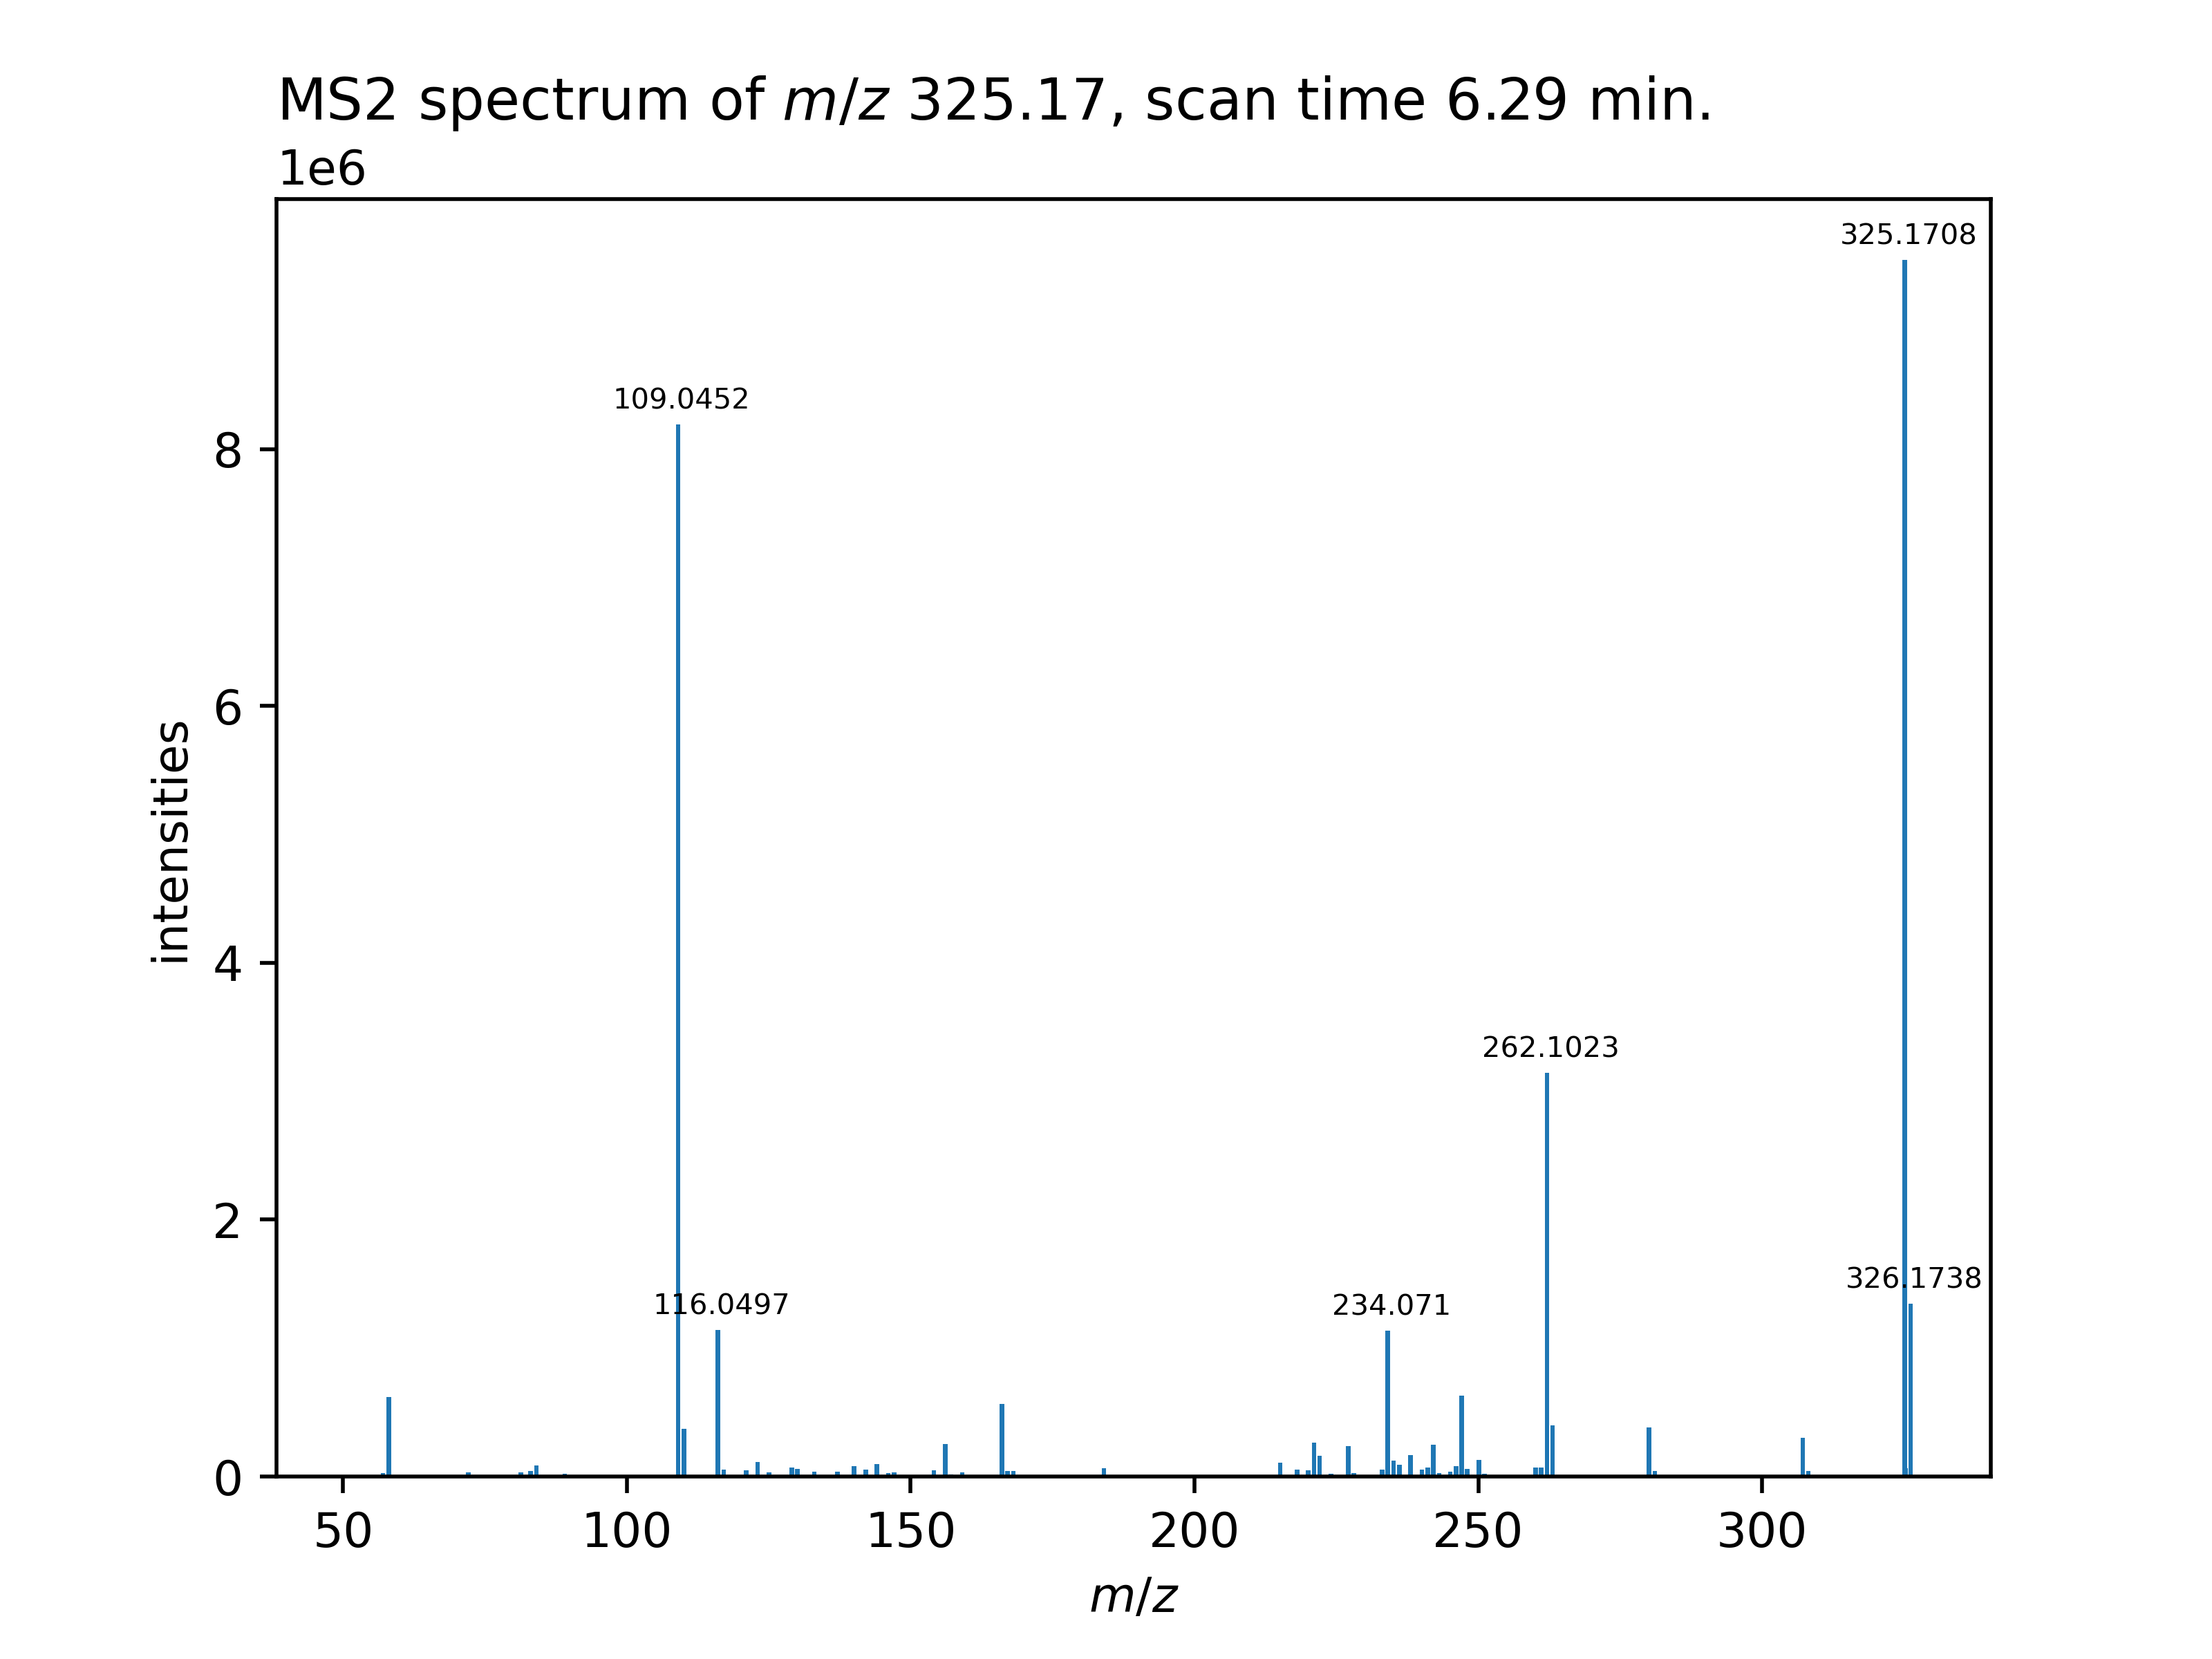 MS2 spectrum of m/z 325.17, scan time 6.29 min.
1e6
325.1708
109.0452
8
6
262.1023
intensities
4
326.1738
116.0497
234.071
2
0
50 100 150 200 250 300
m/z